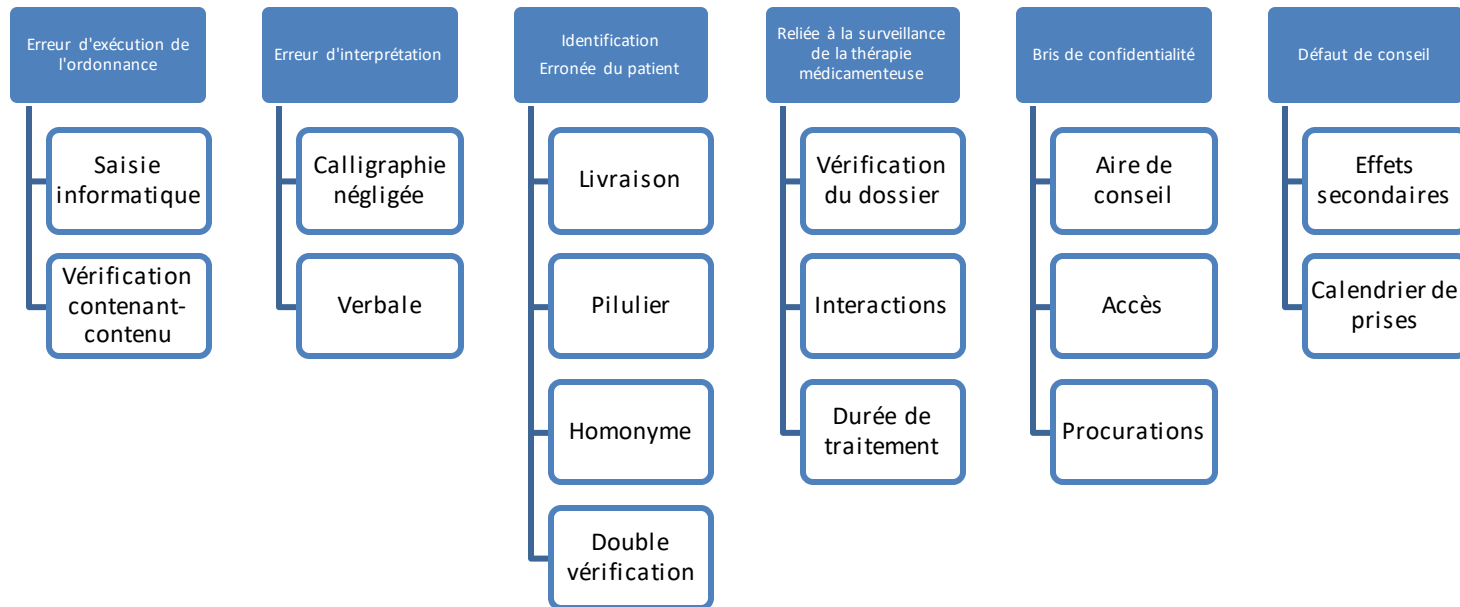 Erreur d'exécution de
l'ordonnance
Saisie
informatique
Vérification
contenant-
contenu
Erreur d'interprétation
Calligraphie
négligée
Verbale
Identification
Erronée du patient
Livraison
Pilulier
Homonyme
Double
vérification
Reliée à la surveillance
de la thérapie
médicamenteuse
Vérification
du dossier
Interactions
Durée de
traitement
Bris de confidentialité
Aire de
conseil
Accès
Procurations
Défaut de conseil
Effets
secondaires
Calendrier de
prises